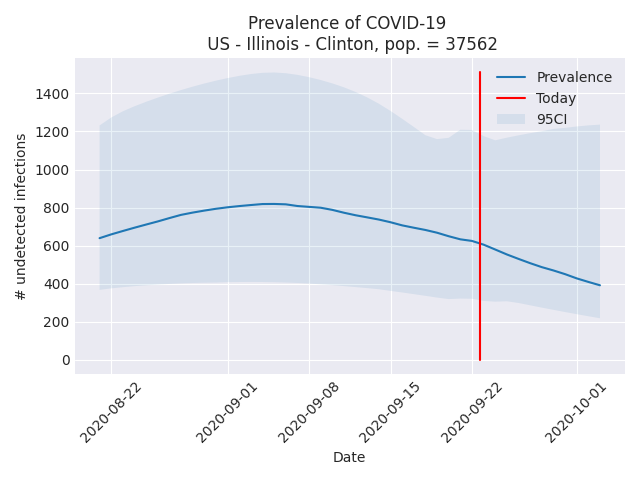 Prevalence of COVID-19
US - Illinois - Clinton, pop. = 37562
Prevalence
Today
95CI
# undetected infections
1400
1200
1000
800
600
400
200
0
2020-08-22
2020-09-01
2020-09-08
2020-09-15
2020-09-22
2020-10-01
Date